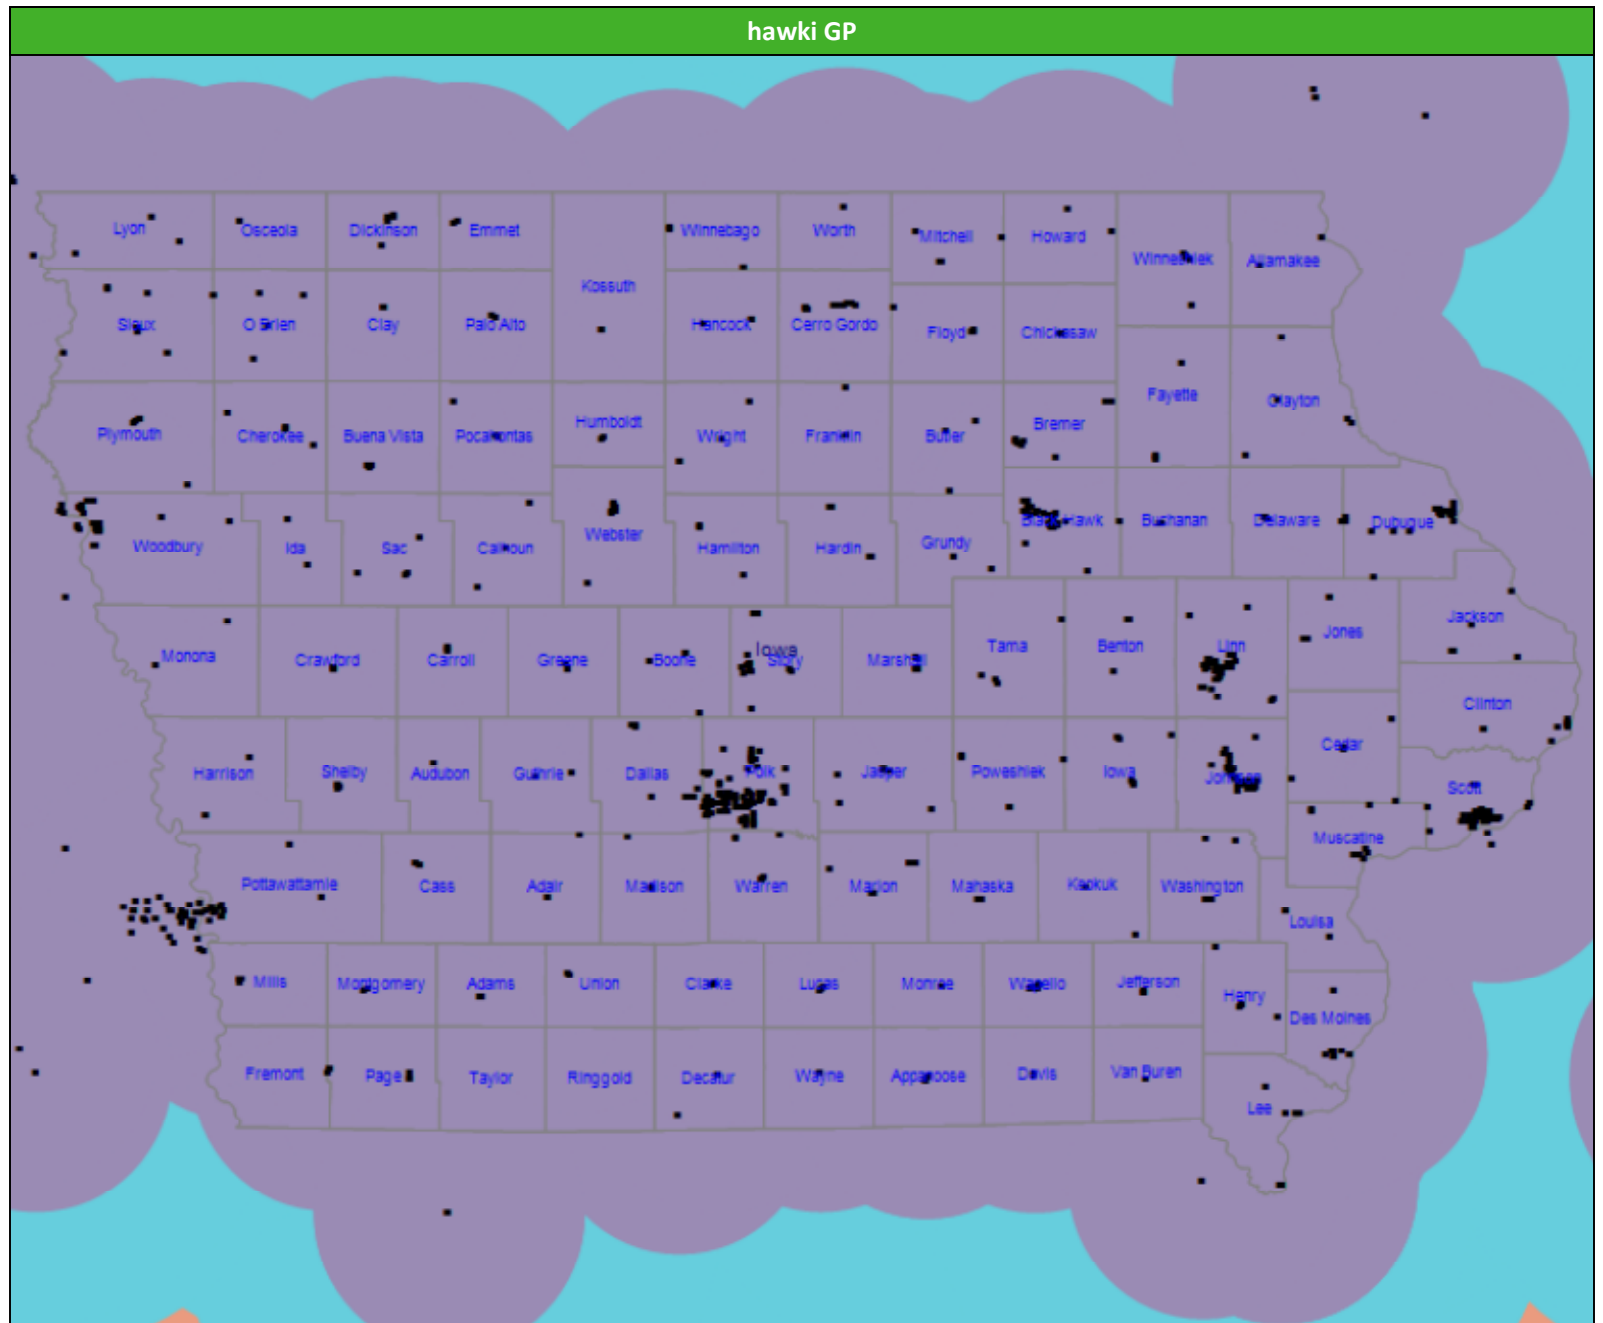 hawki GP
Lyon
Osceola
Dickinson
Emmet
Winnebago
Worth
Mitchell
Howard
Winneshiek
Allamakee
Kossuth
Sioux
O Brien
Clay
Palo Alto
Hancock
Cerro Gordo
Floyd
Chickasaw
Fayette
Clayton
Plymouth
Cherokee
Buena Vista
Pocahontas
Humboldt
Wright
Franklin
Butler
Bremer
Woodbury
Ida
Sac
Calhoun
Webster
Hamilton
Hardin
Grundy
Black Hawk
Buchanan
Delaware
Dubuque
Monona
Crawford
Carroll
Greene
Boone
Iowa
Story
Marshall
Tama
Benton
Linn
Jones
Jackson
Clinton
Harrison
Shelby
Audubon
Guthrie
Dallas
Polk
Jasper
Poweshiek
Iowa
Johnson
Cedar
Scott
Muscatine
Pottawattamie
Cass
Adair
Madison
Warren
Marion
Mahaska
Keokuk
Washington
Louisa
Mills
Montgomery
Adams
Union
Clarke
Lucas
Monroe
Wapello
Jefferson
Henry
Des Moines
Fremont
Page
Taylor
Ringgold
Decatur
Wayne
Appanoose
Davis
Van Buren
Lee